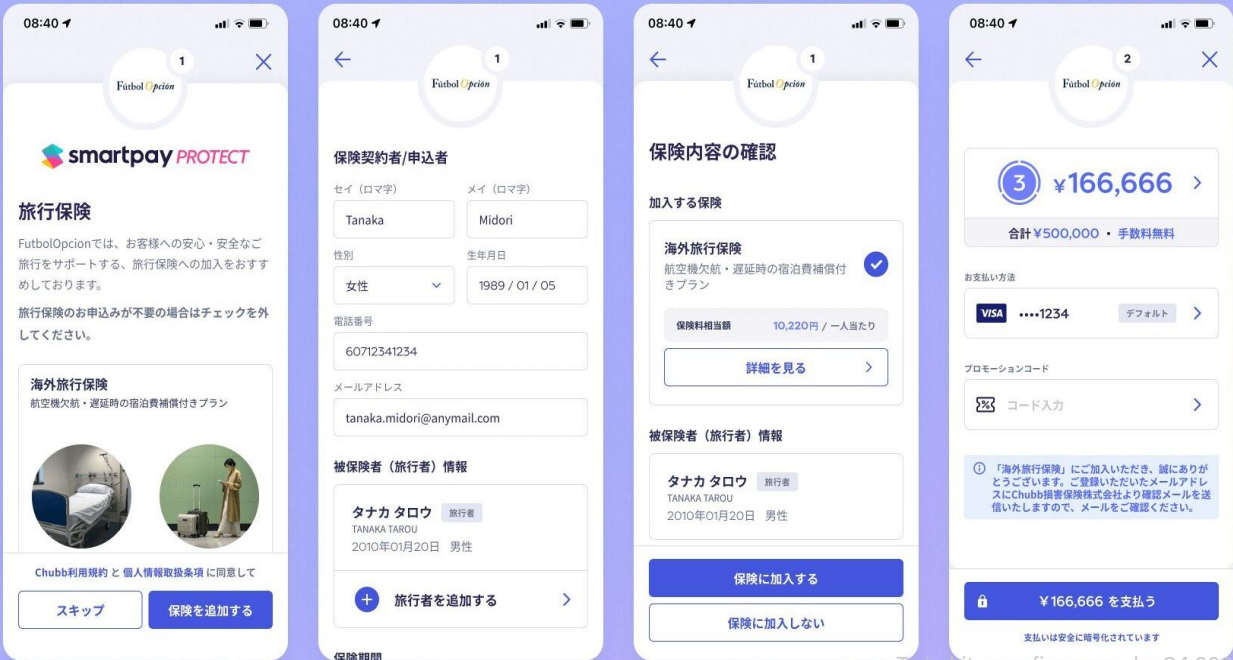 08:40
1
Fútbol Opción
smartpay PROTECT
旅行保険
FutbolOpcionでは、お客様への安心・安全なご
旅行をサポートする、旅行保険への加入をおすす
めしております。
旅行保険のお申込みが不要の場合はチェックを外
してください。
海外旅行保険
航空機欠航・遅延時の宿泊費補償付きプラン
Chubb利用規約 と 個人情報取扱条項 に同意して
スキップ
保険を追加する
08:40
1
Fútbol Opción
保険契約者/申込者
セイ（ロマ字）
メイ（ロマ字）
Tanaka
Midori
性別
生年月日
女性
1989 / 01 / 05
電話番号
60712341234
メールアドレス
tanaka.midori@anymail.com
被保険者（旅行者）情報
タナカ タロウ 旅行者
TANAKA TAROU
2010年01月20日 男性
旅行者を追加する
保険期間
08:40
1
Fútbol Opción
保険内容の確認
加入する保険
海外旅行保険
航空機欠航・遅延時の宿泊費補償付
きプラン
保険料相当額 10,220円 / 一人当たり
詳細を見る
被保険者（旅行者）情報
タナカ タロウ 旅行者
TANAKA TAROU
2010年01月20日 男性
保険に加入する
保険に加入しない
08:40
2
Fútbol Opción
3 ¥166,666
合計 ¥500,000 • 手数料無料
お支払い方法
VISA ••••1234 デフォルト
プロモーションコード
コード入力
「海外旅行保険」にご加入いただき、誠にありが
とうございます。ご登録いただいたメールアドレ
スにChubb損害保険株式会社より確認メールを送
信いたしますので、メールをご確認ください。
¥166,666 を支払う
支払いは安全に暗号化されています